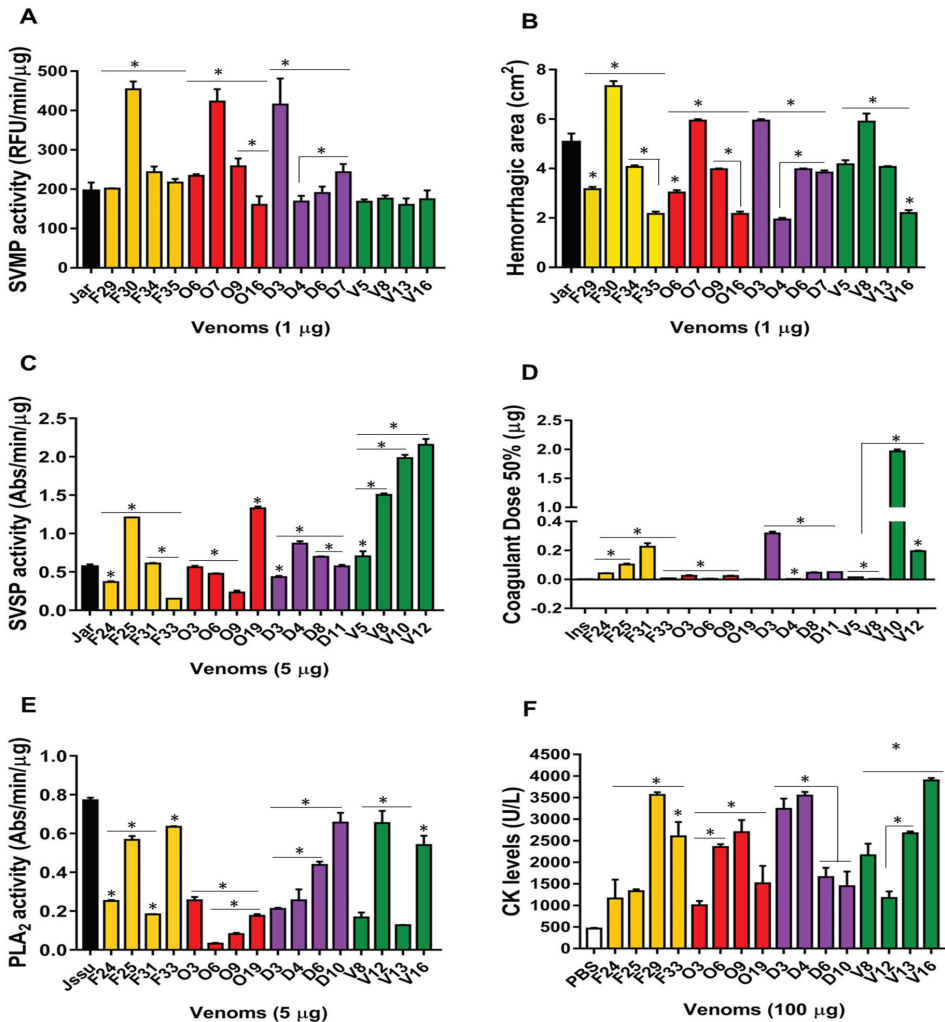 A
SVMP activity (RFU/min/μg)
500
400
300
200
100
0
* * *
* *
Jar F29 F30 F34 F35 O6 O7 O9 O16 D3 D4 D6 D7 V5 V8 V13 V16
Venoms (1 μg)
B
Hemorrhagic area (cm²)
8
6
4
2
0
* * * *
* * * * * * *
Jar F29 F30 F34 F35 O6 O7 O9 O16 D3 D4 D6 D7 V5 V8 V13 V16
Venoms (1 μg)
C
SVSP activity (Abs/min/μg)
2.5
2.0
1.5
1.0
0.5
0.0
* * * * * * * * * * * *
Jar F24 F25 F31 F33 O3 O6 O9 O19 D3 D4 D8 D11 V5 V8 V10 V12
Venoms (5 μg)
D
Coagulant Dose 50% (μg)
2.0
1.5
1.0
0.4
0.2
0.0
-0.2
* * * * * * * *
Ins F24 F25 F31 F33 O3 O6 O9 O19 D3 D4 D8 D11 V5 V8 V10 V12
E
PLA₂ activity (Abs/min/μg)
1.0
0.8
0.6
0.4
0.2
0.0
* * * * * * * * *
Jssu F24 F25 F31 F33 O3 O6 O9 O19 D3 D4 D6 D10 V8 V12 V13 V16
Venoms (5 μg)
F
CK levels (U/L)
4500
4000
3500
3000
2500
2000
1500
1000
500
0
* * * * * * *
PBS F24 F25 F29 F33 O3 O6 O9 O19 D3 D4 D6 D10 V8 V12 V13 V16
Venoms (100 μg)